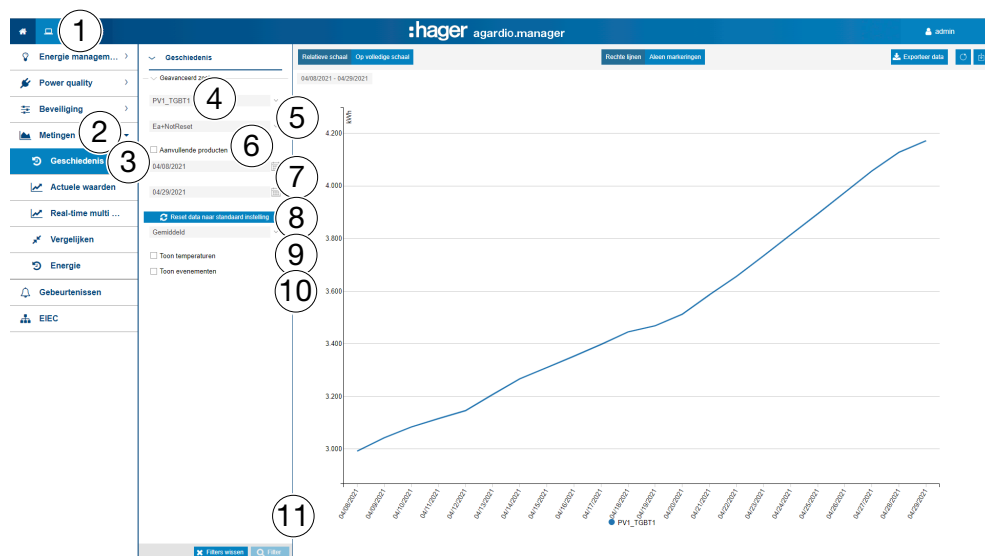 1
:hager agardio.manager
admin
Energie managem...
Power quality
Beveiliging
Metingen
2
Geschiedenis
3
Actuele waarden
Real-time multi ...
Vergelijken
Energie
Gebeurtenissen
EIEC
Geschiedenis
Geavanceerd
4
PV1_TGBT1
5
Ea+NotReset
6
Aanvullende producten
04/08/2021
7
04/29/2021
Reset data naar standaard instelling
8
Gemiddeld
9
Toon temperaturen
Toon evenementen
10
11
Filters wissen
Filter
Relatieve schaal
Op volledige schaal
Rechte lijnen
Aleen markeringen
Exporteer data
04/08/2021 - 04/29/2021
kWh
4.200
4.000
3.800
3.600
3.400
3.200
3.000
04/08/2021
04/09/2021
04/10/2021
04/11/2021
04/12/2021
04/13/2021
04/14/2021
04/15/2021
04/16/2021
04/17/2021
04/18/2021
04/19/2021
04/20/2021
04/21/2021
04/22/2021
04/23/2021
04/24/2021
04/25/2021
04/26/2021
04/27/2021
04/28/2021
04/29/2021
PV1_TGBT1